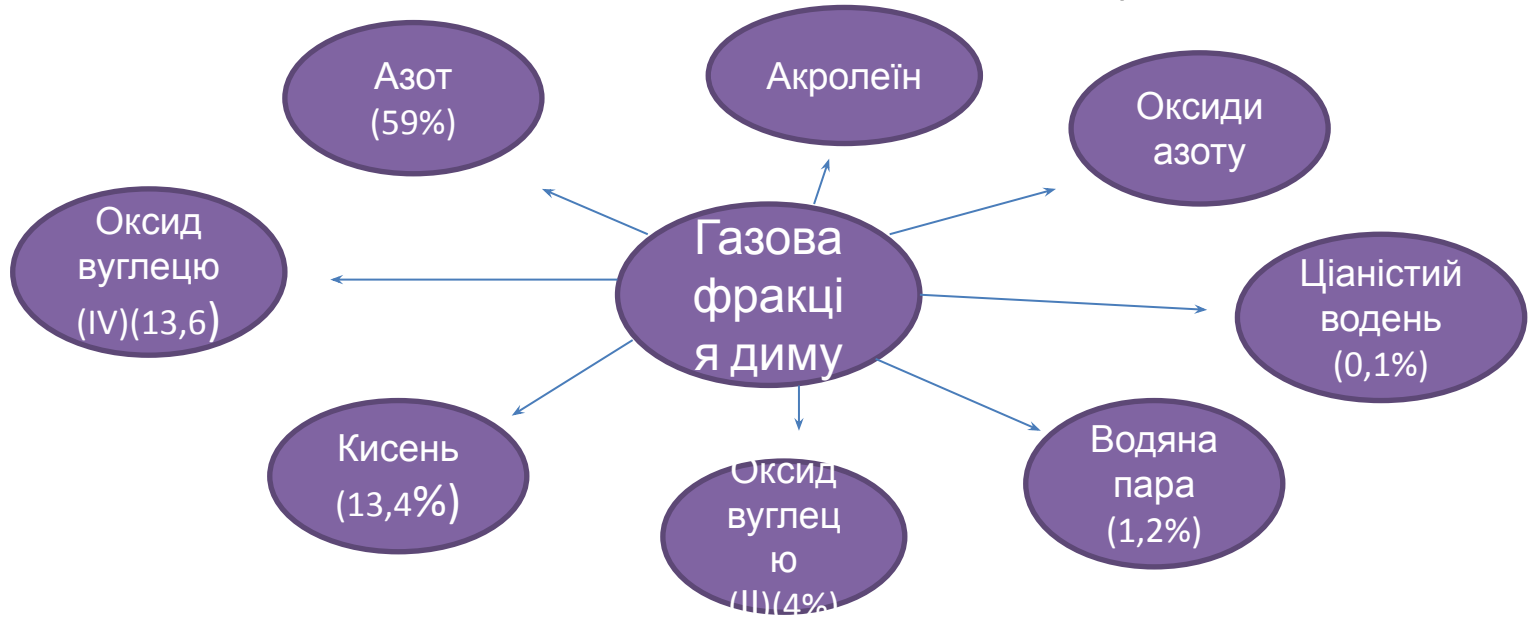 Азот
(59%)
Акролеїн
Оксиди
азоту
Оксид
вуглецю
(IV)(13,6)
Газова
фракці
я диму
Ціаністий
водень
(0,1%)
Кисень
(13,4%)
Оксид
вуглец
ю
(II)(4%)
Водяна
пара
(1,2%)